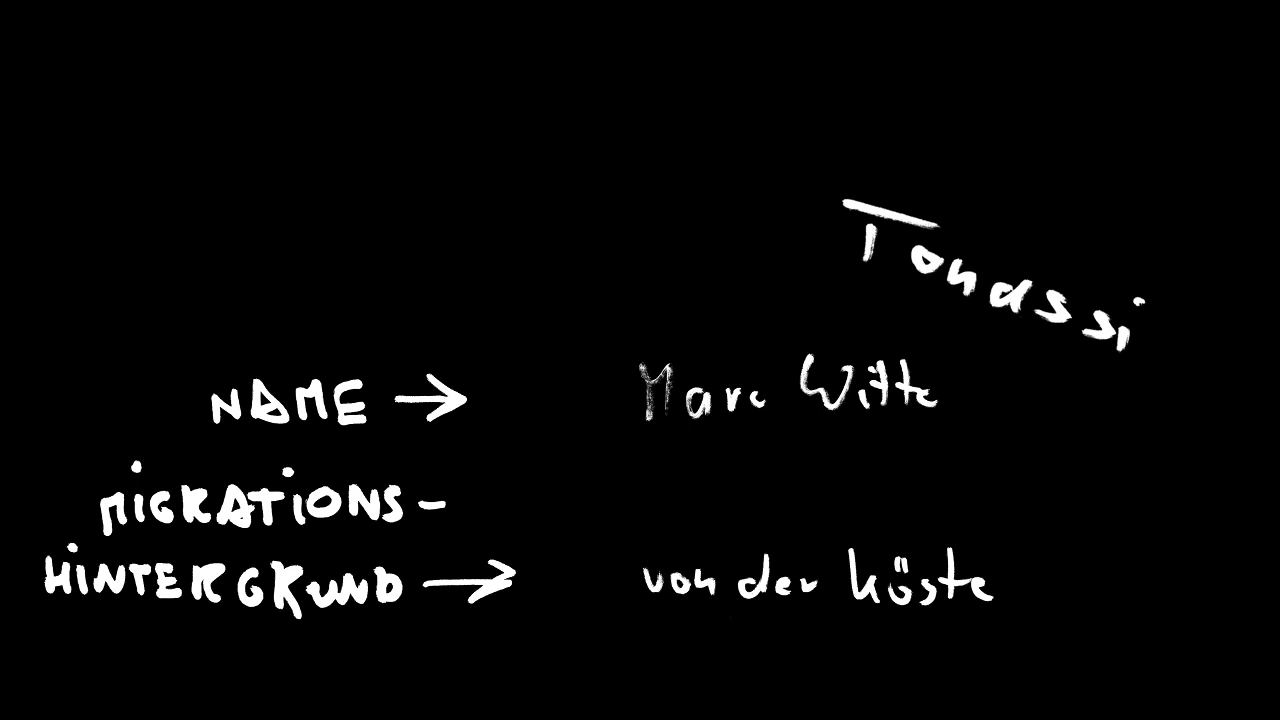 Tonassi
NAME → Marc Witte
MiGRATiONS-
HiNTERGRUND → von der Küste